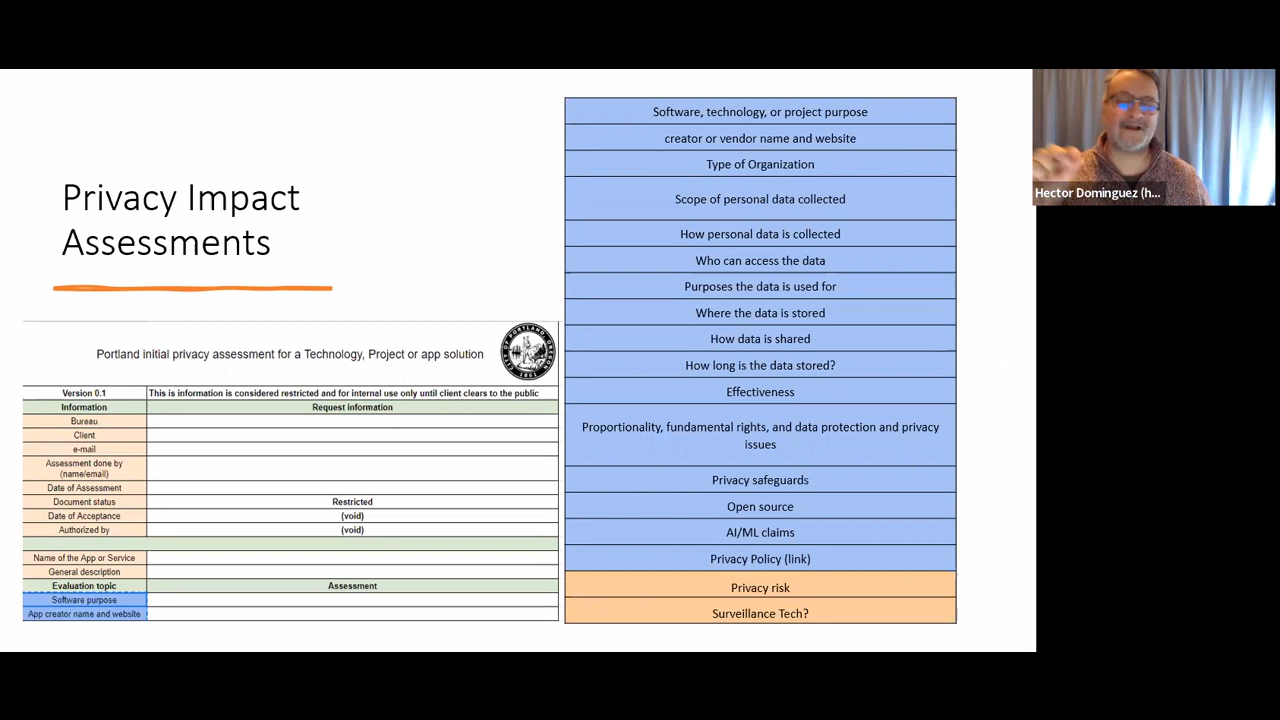 Privacy Impact
Assessments
Portland initial privacy assessment for a Technology, Project or app solution
CITY OF PORTLAND, OREGON
1851
Version 0.1 This is information is considered restricted and for internal use only until client clears to the public
Information Request information
Bureau
Client
e-mail
Assessment done by
(name/email)
Date of Assessment
Document status Restricted
Date of Acceptance (void)
Authorized by (void)
Name of the App or Service
General description
Evaluation topic Assessment
Software purpose
App creator name and website
Software, technology, or project purpose
creator or vendor name and website
Type of Organization
Scope of personal data collected
How personal data is collected
Who can access the data
Purposes the data is used for
Where the data is stored
How data is shared
How long is the data stored?
Effectiveness
Proportionality, fundamental rights, and data protection and privacy
issues
Privacy safeguards
Open source
AI/ML claims
Privacy Policy (link)
Privacy risk
Surveillance Tech?
Hector Dominguez (h...